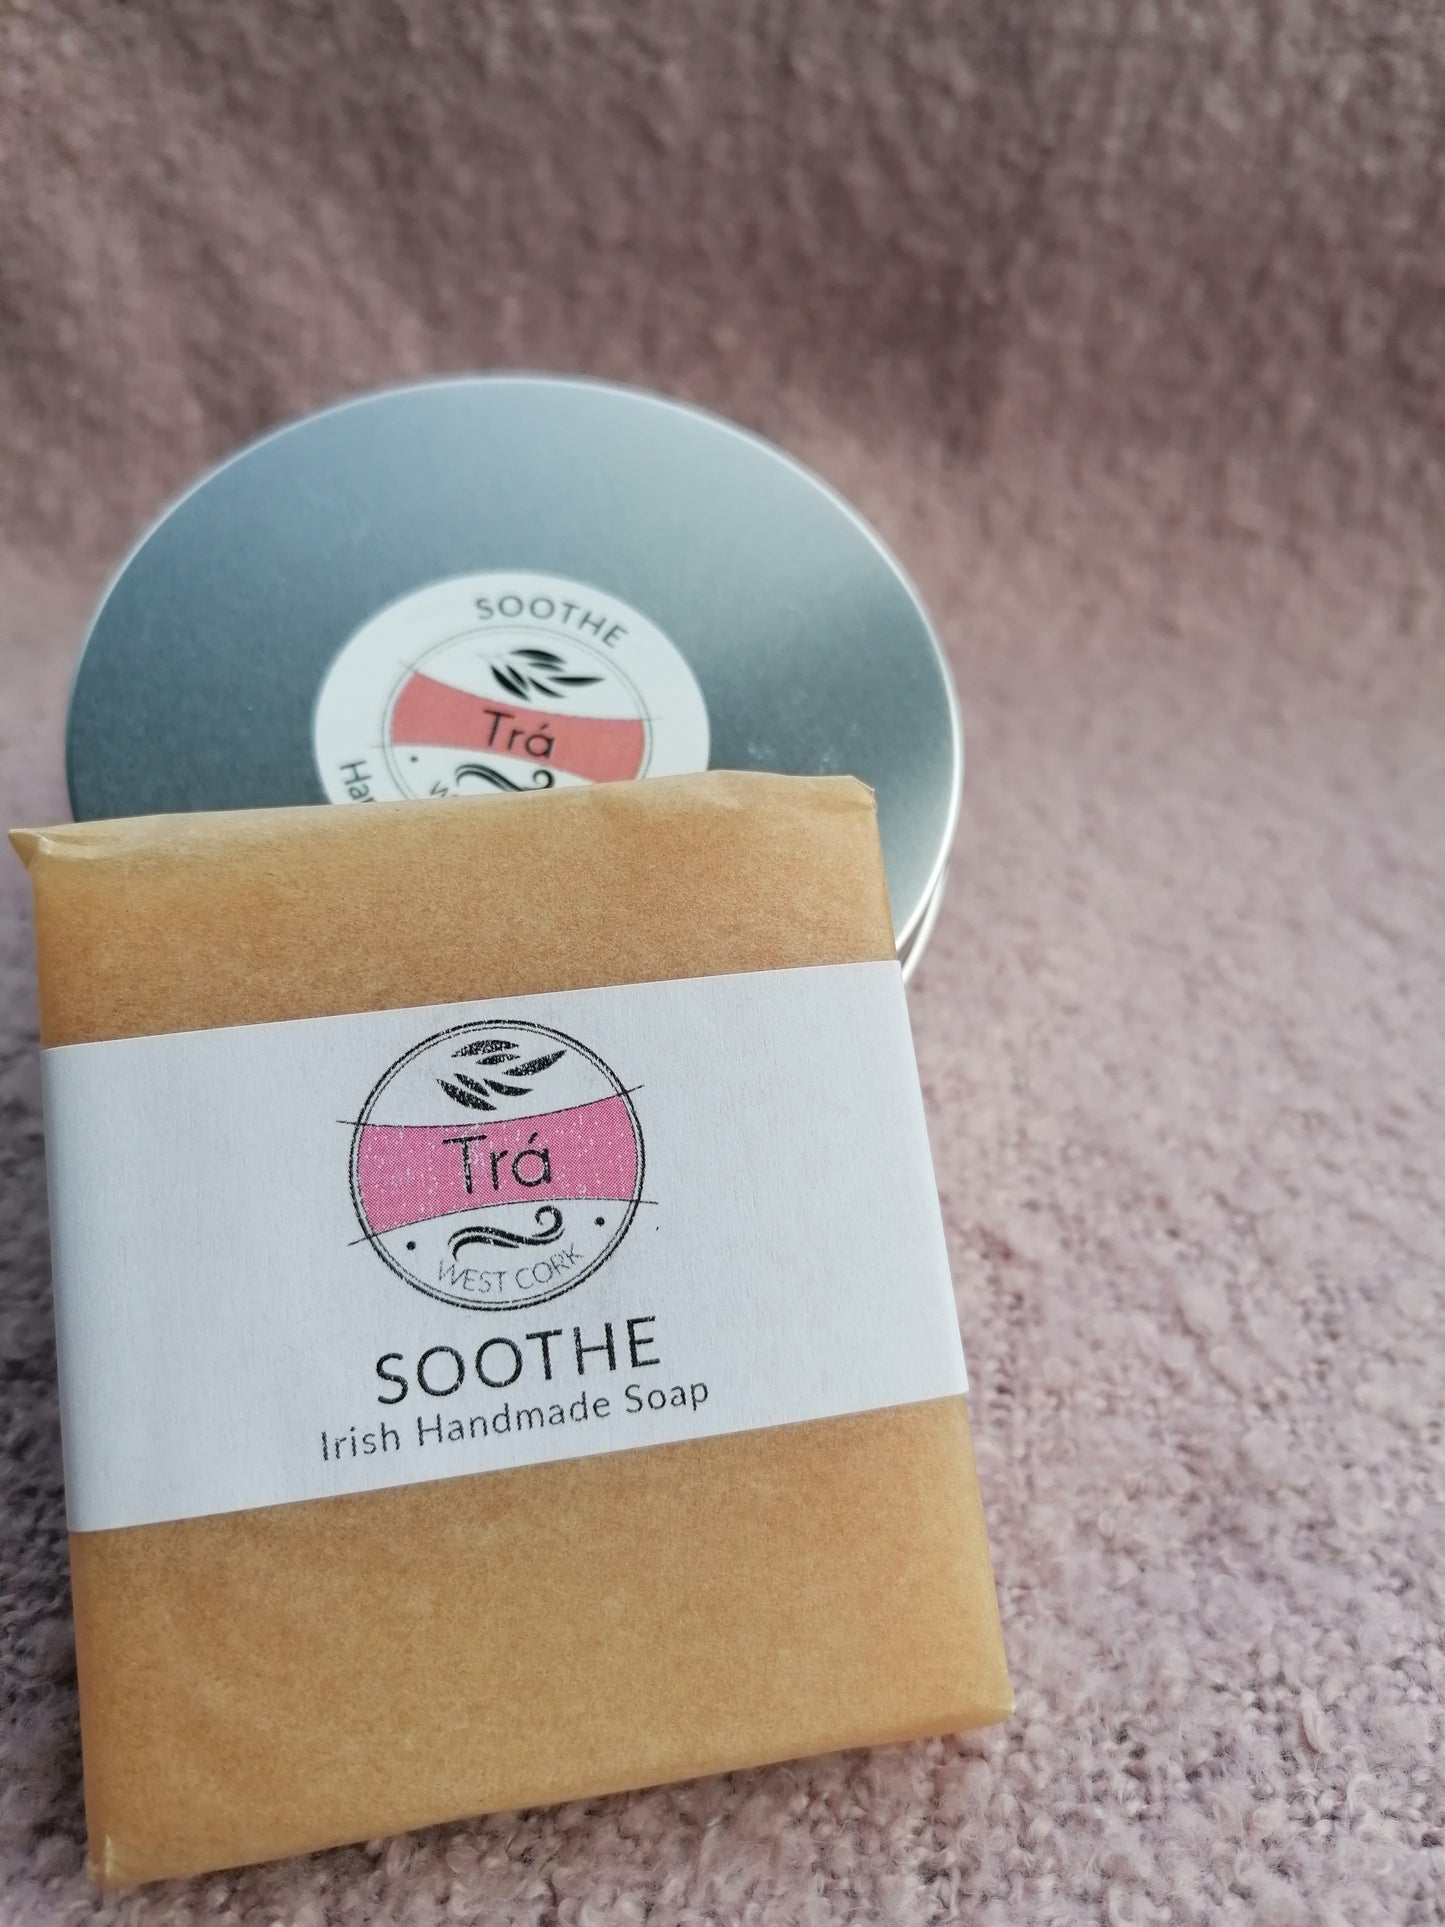 SOOTHE
Trá
Trá
WEST CORK
SOOTHE
Irish Handmade Soap